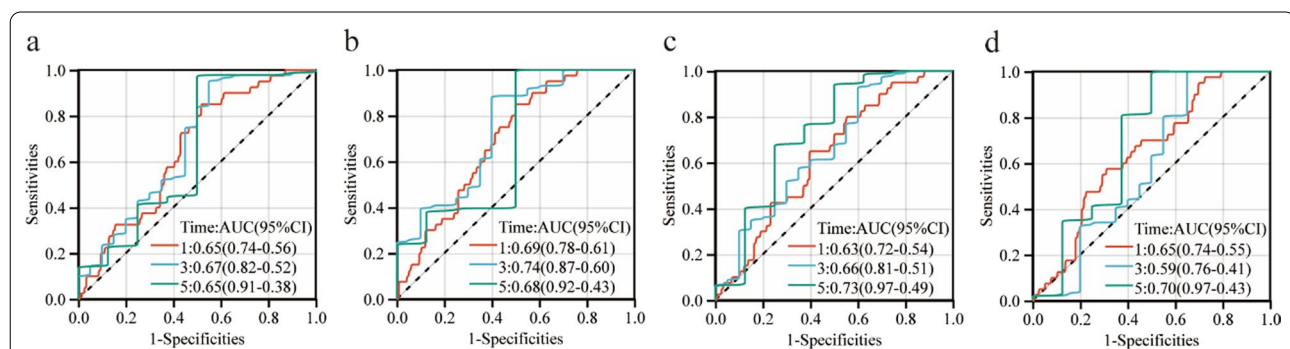 a
1.0
0.8
0.6
0.4
0.2
0.0
Sensitivities
Time:AUC(95%CI)
1:0.65(0.74-0.56)
3:0.67(0.82-0.52)
5:0.65(0.91-0.38)
0.0 0.2 0.4 0.6 0.8 1.0
1-Specificities
b
1.0
0.8
0.6
0.4
0.2
0.0
Sensitivities
Time:AUC(95%CI)
1:0.69(0.78-0.61)
3:0.74(0.87-0.60)
5:0.68(0.92-0.43)
0.0 0.2 0.4 0.6 0.8 1.0
1-Specificities
c
1.0
0.8
0.6
0.4
0.2
0.0
Sensitivities
Time:AUC(95%CI)
1:0.63(0.72-0.54)
3:0.66(0.81-0.51)
5:0.73(0.97-0.49)
0.0 0.2 0.4 0.6 0.8 1.0
1-Specificities
d
1.0
0.8
0.6
0.4
0.2
0.0
Sensitivities
Time:AUC(95%CI)
1:0.65(0.74-0.55)
3:0.59(0.76-0.41)
5:0.70(0.97-0.43)
0.0 0.2 0.4 0.6 0.8 1.0
1-Specificities